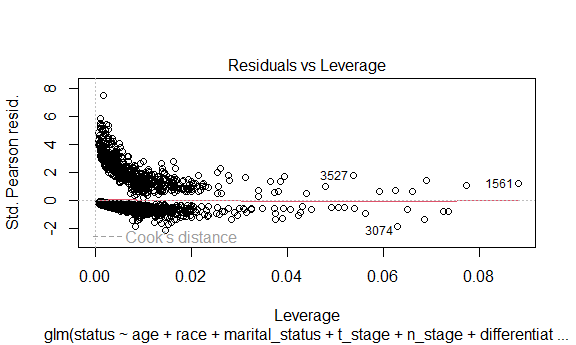 Residuals vs Leverage
Std. Pearson resid.
8
6
4
2
0
-2
3527
1561
3074
Cook's distance
0.00 0.02 0.04 0.06 0.08
Leverage
glm(status ~ age + race + marital_status + t_stage + n_stage + differentiat ...